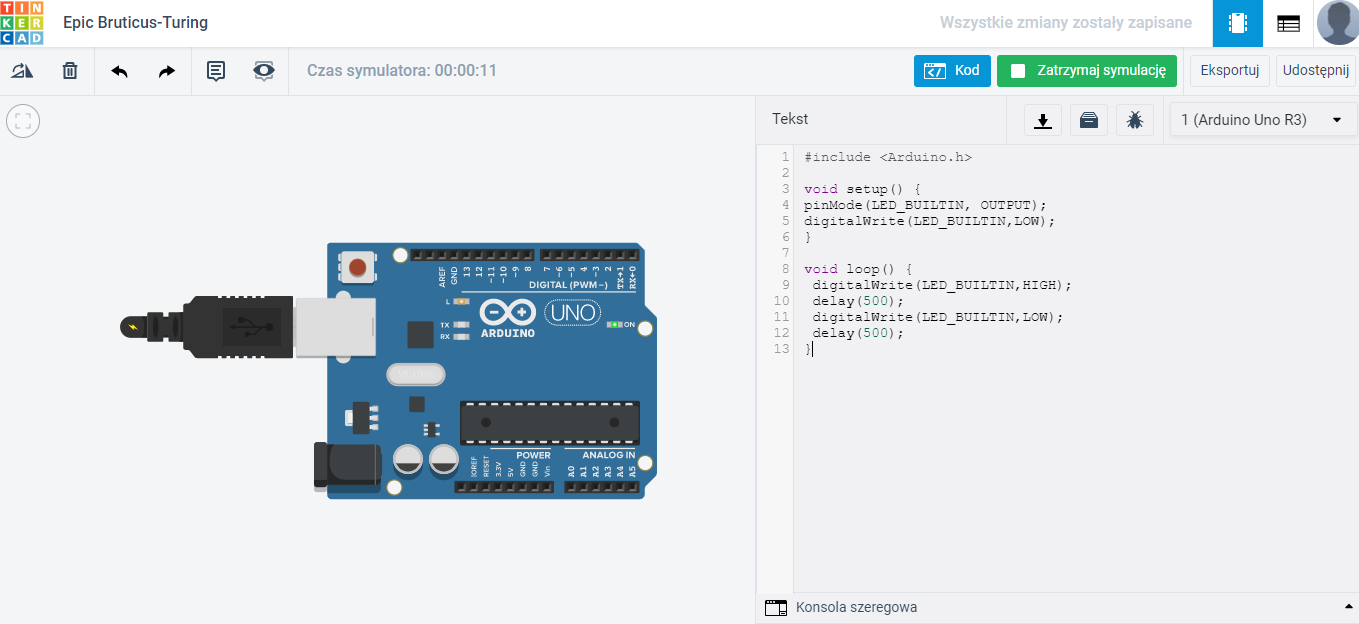 TIN
KER
CAD
Epic Bruticus-Turing
Wszystkie zmiany zostały zapisane
Czas symulatora: 00:00:11
Kod
Zatrzymaj symulację
Eksportuj
Udostępnij
Tekst
1 (Arduino Uno R3)
1 #include <Arduino.h>
2
3 void setup() {
4 pinMode(LED_BUILTIN, OUTPUT);
5 digitalWrite(LED_BUILTIN,LOW);
6 }
7
8 void loop() {
9 digitalWrite(LED_BUILTIN,HIGH);
10 delay(500);
11 digitalWrite(LED_BUILTIN,LOW);
12 delay(500);
13 }
AREF GND 13 12 ~11 ~10 ~9 8 7 ~6 ~5 4 ~3 2 TX→1 RX←0
DIGITAL (PWM~)
L
TX
RX
ARDUINO
UNO
ON
POWER
ANALOG IN
IOREF RESET 3.3V 5V GND GND Vin A0 A1 A2 A3 A4 A5
Konsola szeregowa